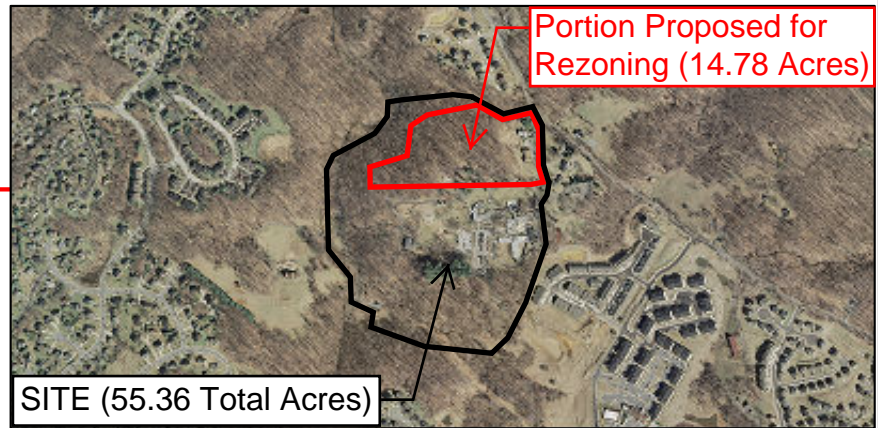 Portion Proposed for
Rezoning (14.78 Acres)
SITE (55.36 Total Acres)